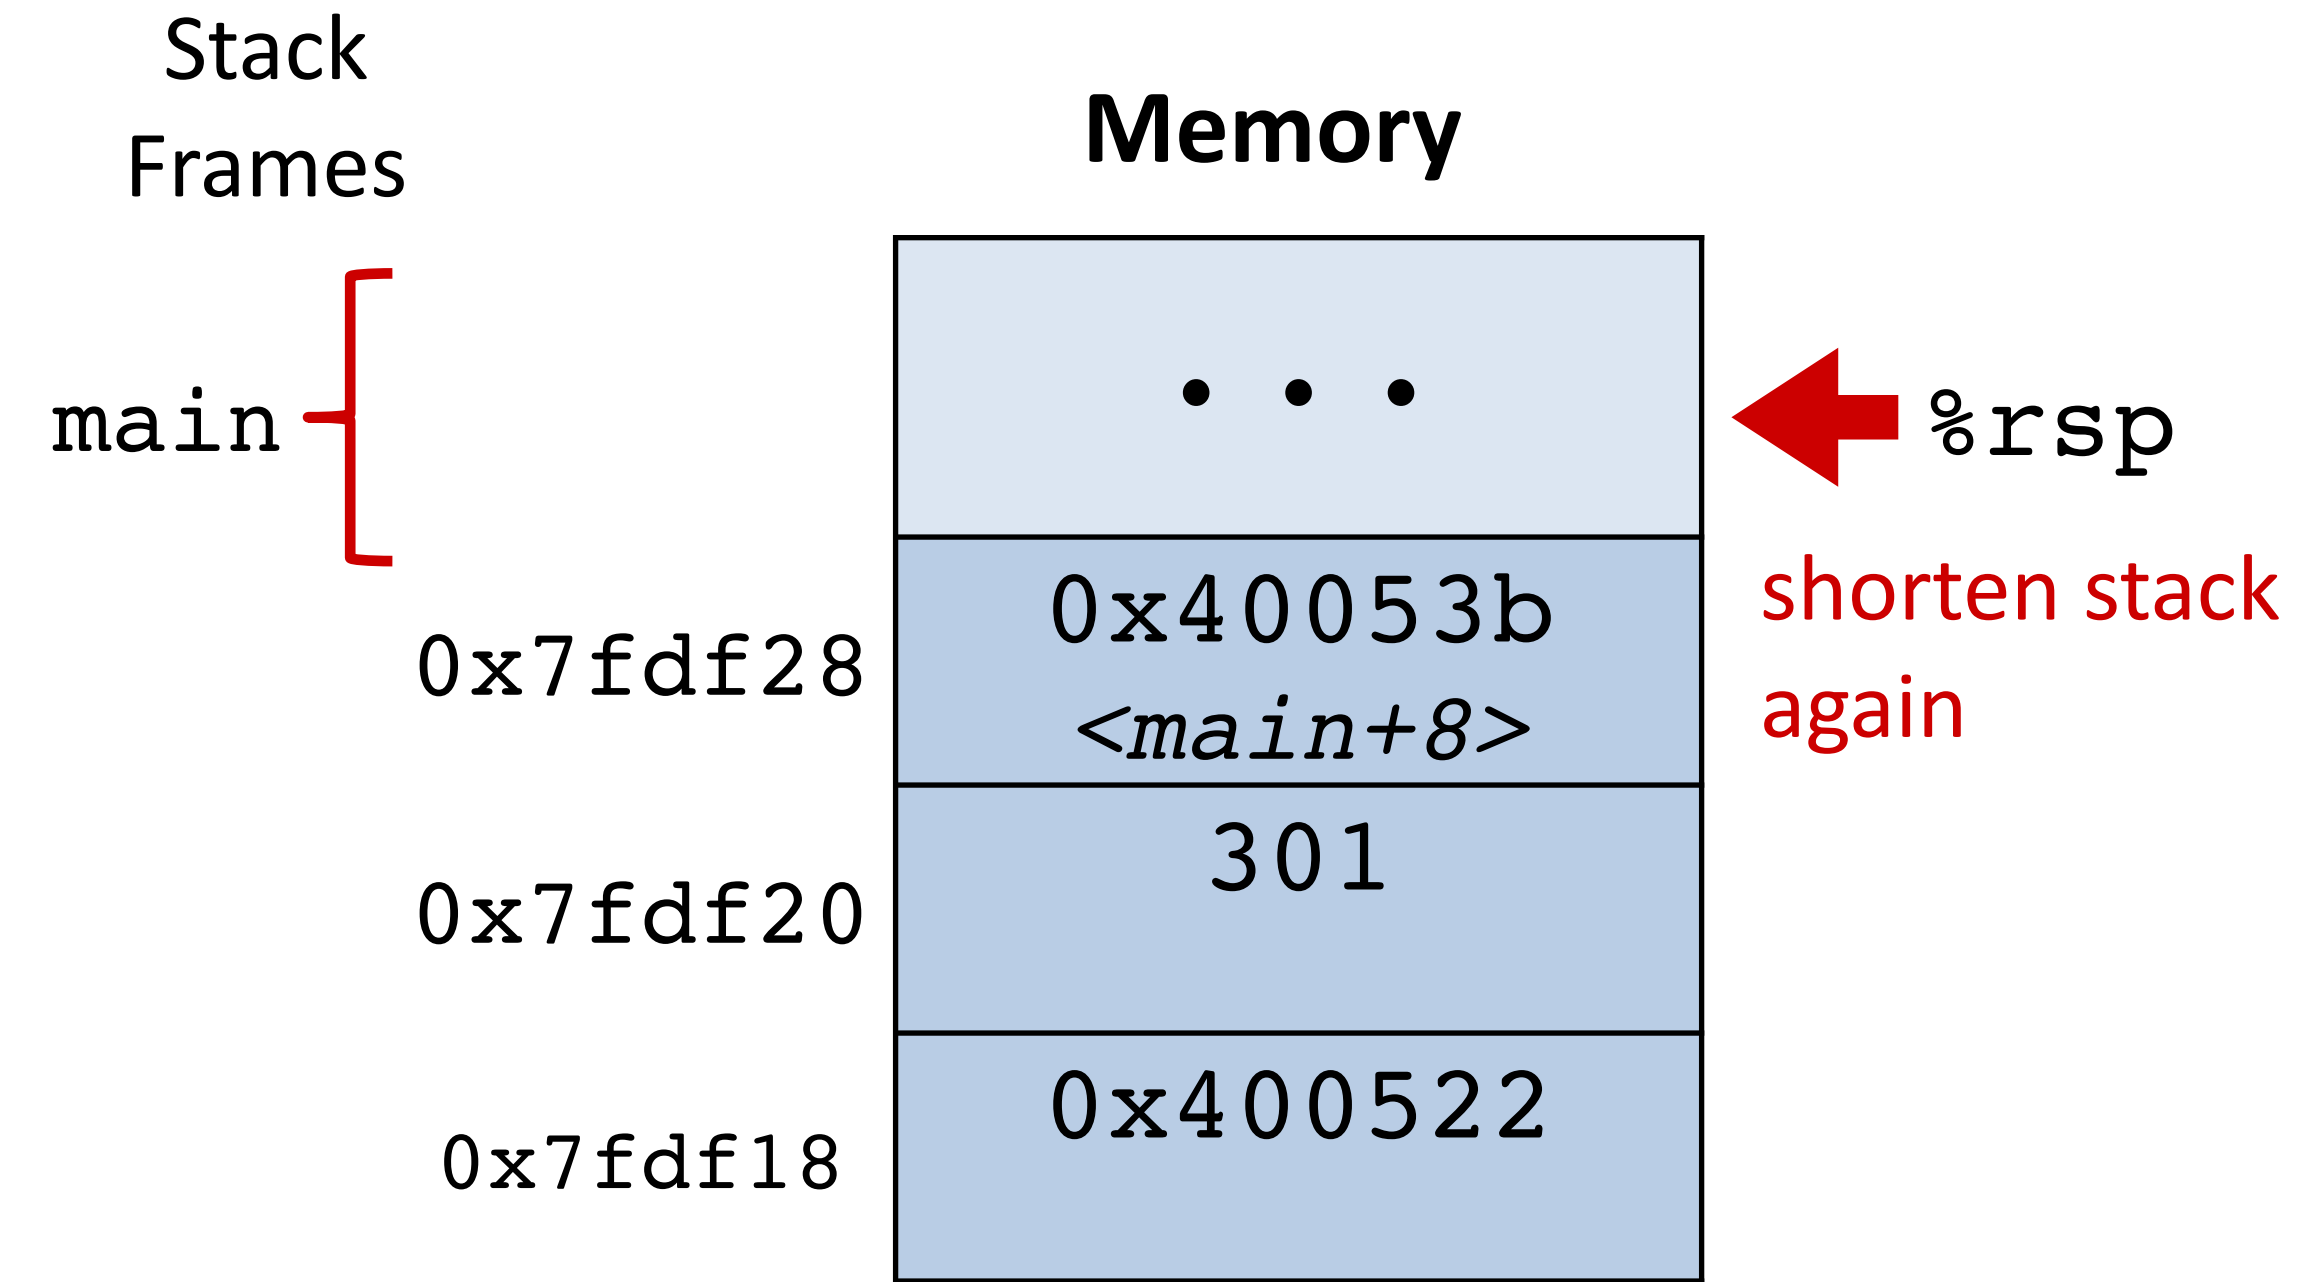 Stack
Frames
Memory
main
• • •
%rsp
0x7fdf28
0x40053b
<main+8>
shorten stack
again
0x7fdf20
301
0x7fdf18
0x400522